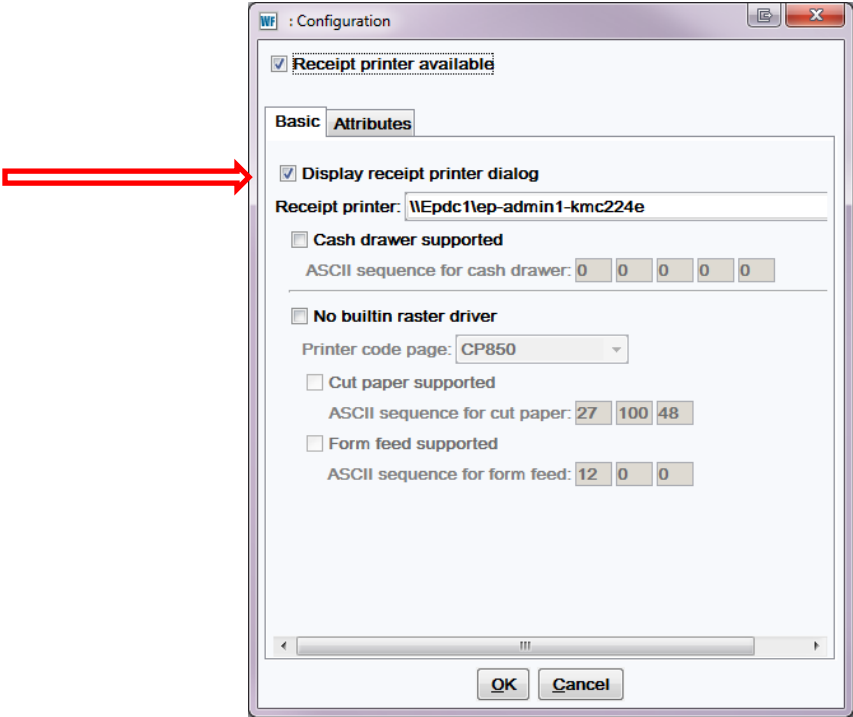 WF : Configuration
Receipt printer available
Basic Attributes
Display receipt printer dialog
Receipt printer: \\Epdc1\ep-admin1-kmc224e
Cash drawer supported
ASCII sequence for cash drawer: 0 0 0 0 0
No builtin raster driver
Printer code page: CP850
Cut paper supported
ASCII sequence for cut paper: 27 100 48
Form feed supported
ASCII sequence for form feed: 12 0 0
OK Cancel